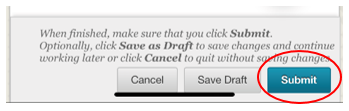 When finished, make sure that you click Submit.
Optionally, click Save as Draft to save changes and continue
working later or click Cancel to quit without saving changes.
Cancel Save Draft Submit